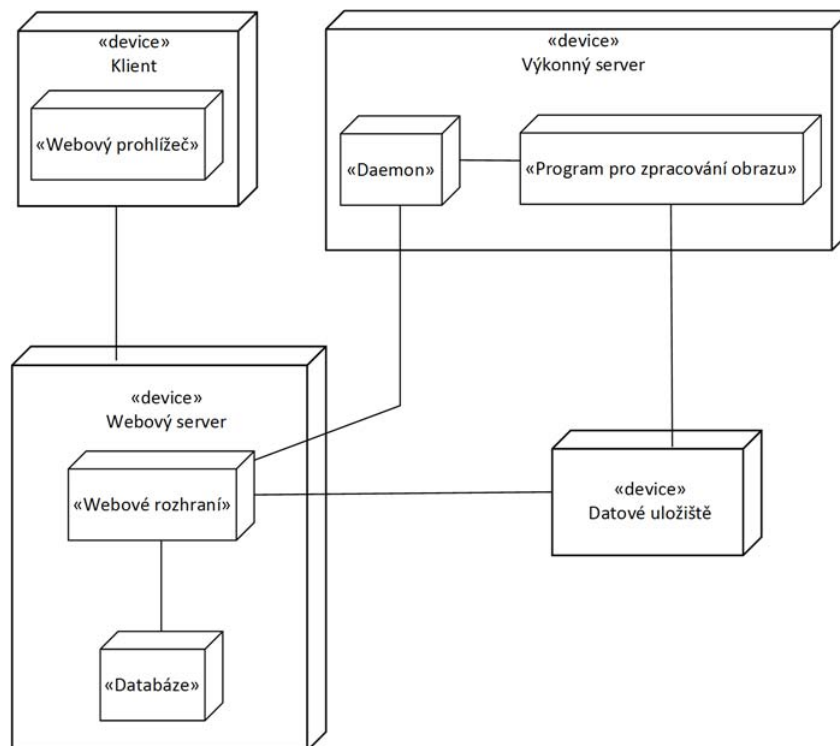 «device»
Klient
«Webový prohlížeč»
«device»
Výkonný server
«Daemon»
«Program pro zpracování obrazu»
«device»
Webový server
«Webové rozhraní»
«Databáze»
«device»
Datové uložiště